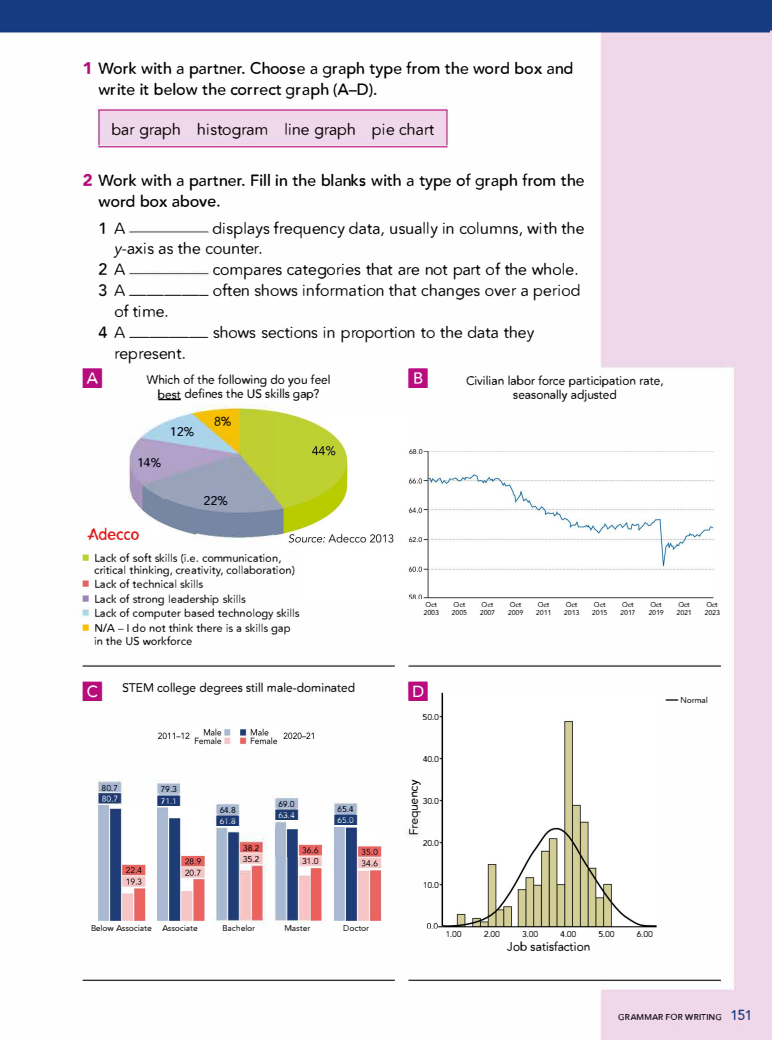 1 Work with a partner. Choose a graph type from the word box and
write it below the correct graph (A–D).
bar graph histogram line graph pie chart
2 Work with a partner. Fill in the blanks with a type of graph from the
word box above.
1 A __________ displays frequency data, usually in columns, with the
y-axis as the counter.
2 A __________ compares categories that are not part of the whole.
3 A __________ often shows information that changes over a period
of time.
4 A __________ shows sections in proportion to the data they
represent.
A
Which of the following do you feel
best defines the US skills gap?
8%
12%
44%
14%
22%
Adecco
Source: Adecco 2013
Lack of soft skills (i.e. communication,
critical thinking, creativity, collaboration)
Lack of technical skills
Lack of strong leadership skills
Lack of computer based technology skills
N/A – I do not think there is a skills gap
in the US workforce
B
Civilian labor force participation rate,
seasonally adjusted
68.0
66.0
64.0
62.0
60.0
58.0
Oct Oct Oct Oct Oct Oct Oct Oct Oct Oct Oct
2003 2005 2007 2009 2011 2013 2015 2017 2019 2021 2023
C
STEM college degrees still male-dominated
2011–12 Male Male 2020–21
Female Female
80.7 79.3 64.8 69.0 65.4
80.7 71.1 61.8 63.4 65.0
22.4 28.9 38.2 36.6 35.0
19.3 20.7 35.2 31.0 34.6
Below Associate Associate Bachelor Master Doctor
D
Normal
50.0
40.0
30.0
20.0
10.0
0.0
Frequency
1.00 2.00 3.00 4.00 5.00 6.00
Job satisfaction
GRAMMAR FOR WRITING 151